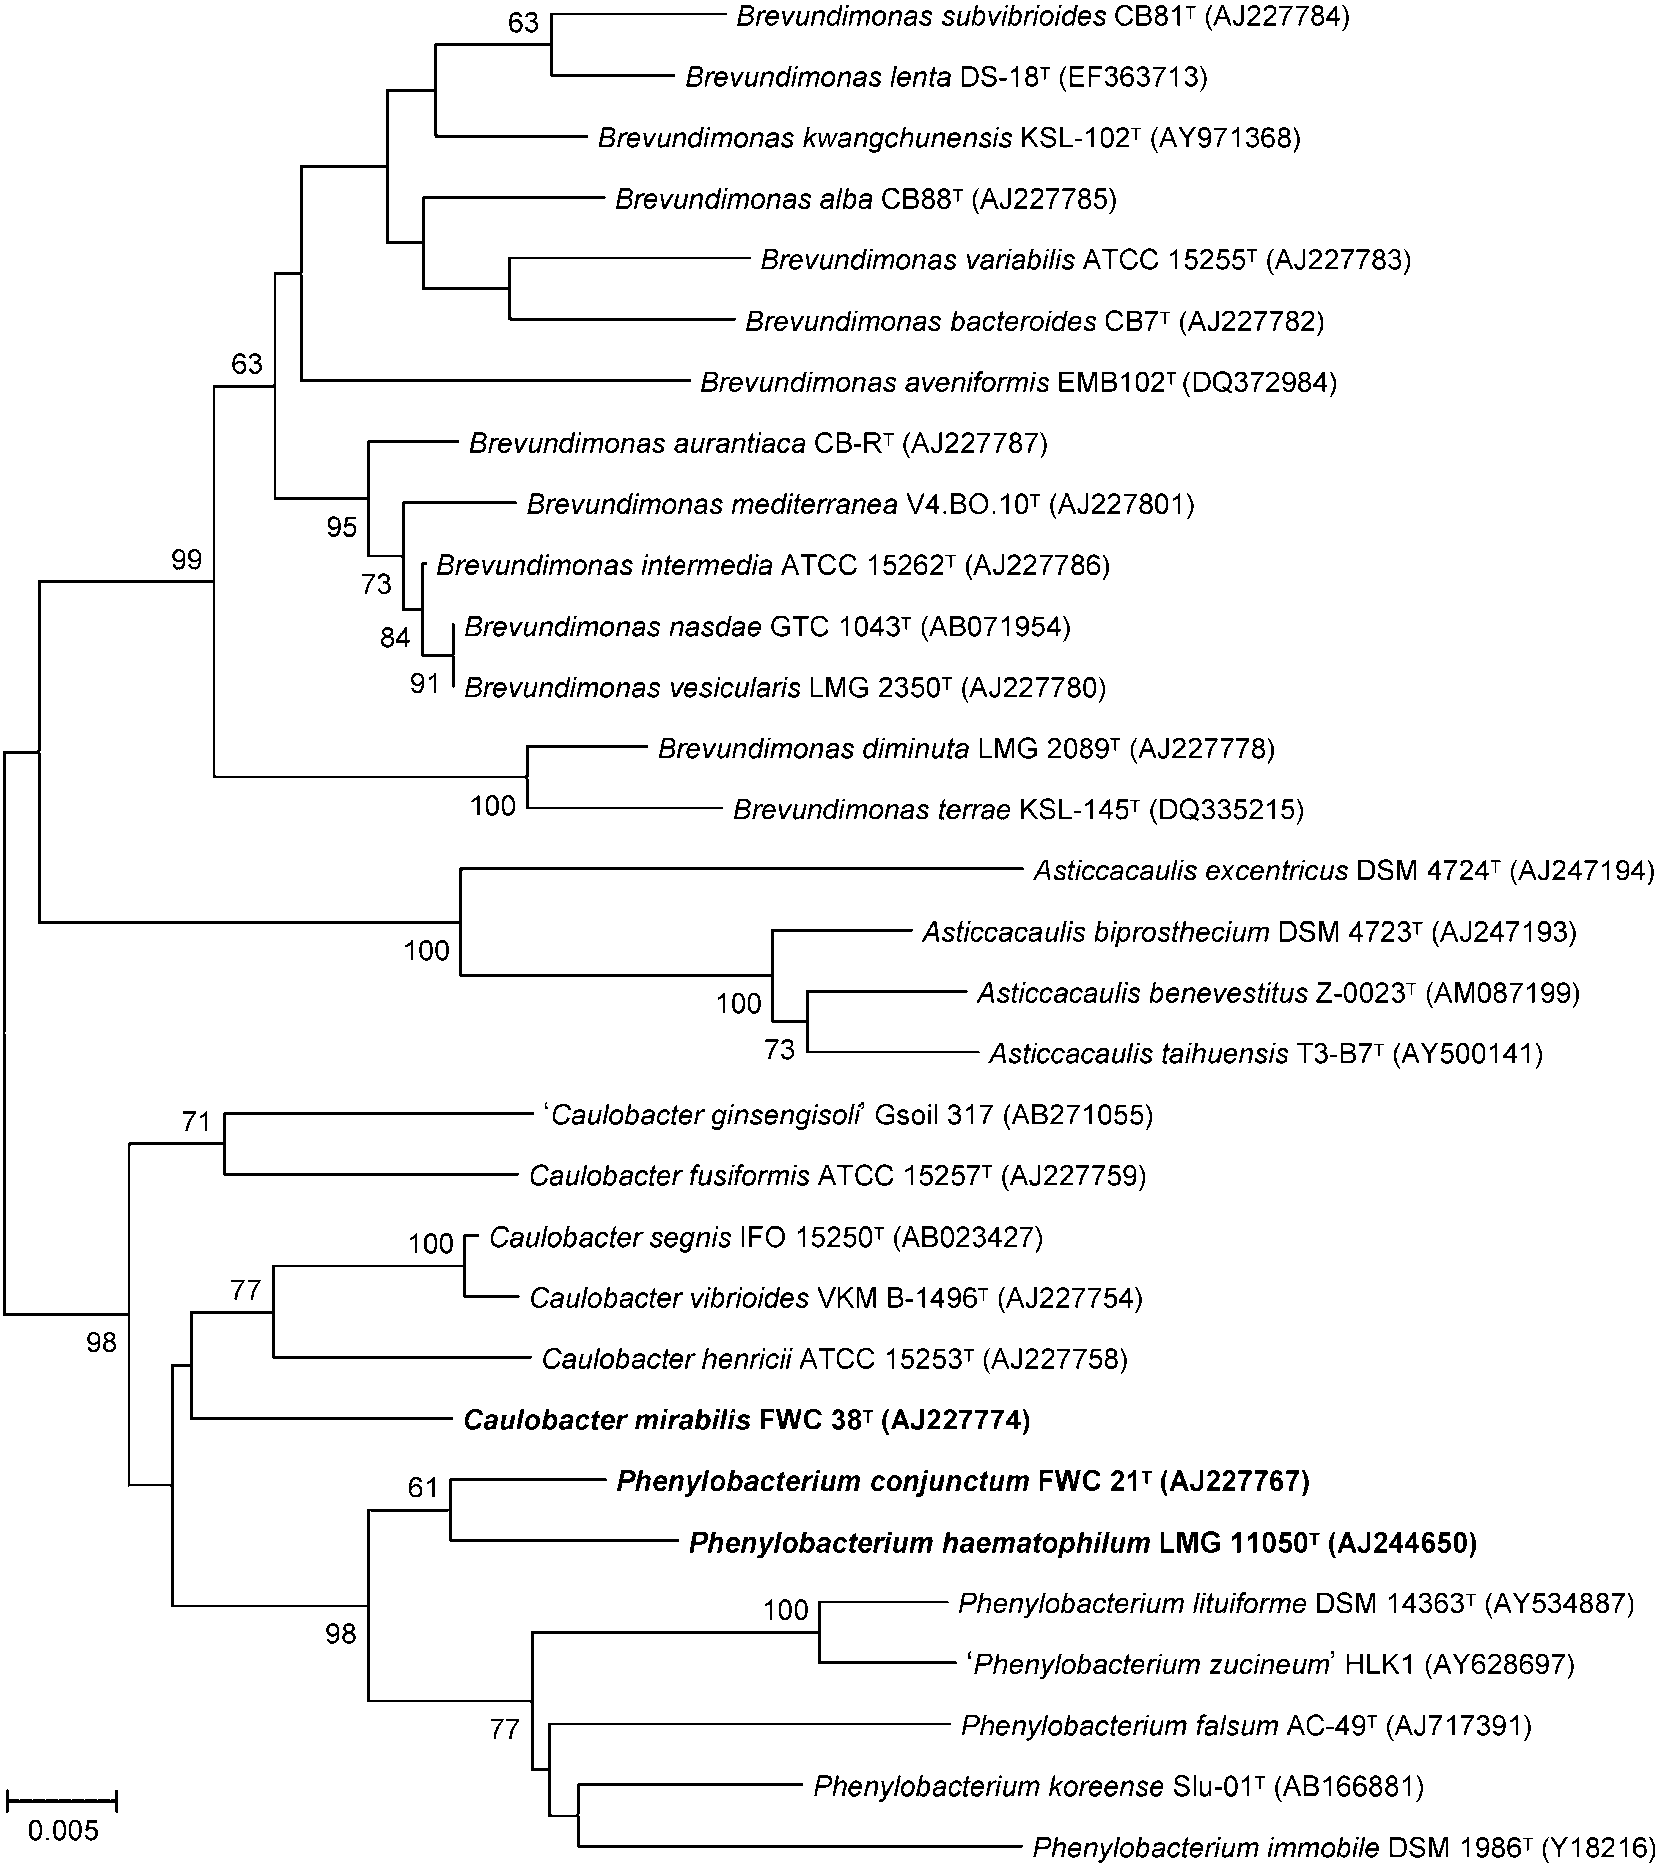 63
Brevundimonas subvibrioides CB81ᵀ (AJ227784)
Brevundimonas lenta DS-18ᵀ (EF363713)
Brevundimonas kwangchunensis KSL-102ᵀ (AY971368)
Brevundimonas alba CB88ᵀ (AJ227785)
Brevundimonas variabilis ATCC 15255ᵀ (AJ227783)
Brevundimonas bacteroides CB7ᵀ (AJ227782)
63
Brevundimonas aveniformis EMB102ᵀ (DQ372984)
Brevundimonas aurantiaca CB-Rᵀ (AJ227787)
95
Brevundimonas mediterranea V4.BO.10ᵀ (AJ227801)
99
Brevundimonas intermedia ATCC 15262ᵀ (AJ227786)
73
Brevundimonas nasdae GTC 1043ᵀ (AB071954)
84
91
Brevundimonas vesicularis LMG 2350ᵀ (AJ227780)
Brevundimonas diminuta LMG 2089ᵀ (AJ227778)
100
Brevundimonas terrae KSL-145ᵀ (DQ335215)
Asticcacaulis excentricus DSM 4724ᵀ (AJ247194)
100
Asticcacaulis biprosthecium DSM 4723ᵀ (AJ247193)
100
Asticcacaulis benevestitus Z-0023ᵀ (AM087199)
73
Asticcacaulis taihuensis T3-B7ᵀ (AY500141)
71
‘Caulobacter ginsengisoli’ Gsoil 317 (AB271055)
Caulobacter fusiformis ATCC 15257ᵀ (AJ227759)
100
Caulobacter segnis IFO 15250ᵀ (AB023427)
77
Caulobacter vibrioides VKM B-1496ᵀ (AJ227754)
98
Caulobacter henricii ATCC 15253ᵀ (AJ227758)
Caulobacter mirabilis FWC 38ᵀ (AJ227774)
61
Phenylobacterium conjunctum FWC 21ᵀ (AJ227767)
Phenylobacterium haematophilum LMG 11050ᵀ (AJ244650)
100
Phenylobacterium lituiforme DSM 14363ᵀ (AY534887)
98
‘Phenylobacterium zucineum’ HLK1 (AY628697)
77
Phenylobacterium falsum AC-49ᵀ (AJ717391)
Phenylobacterium koreense Slu-01ᵀ (AB166881)
0.005
Phenylobacterium immobile DSM 1986ᵀ (Y18216)